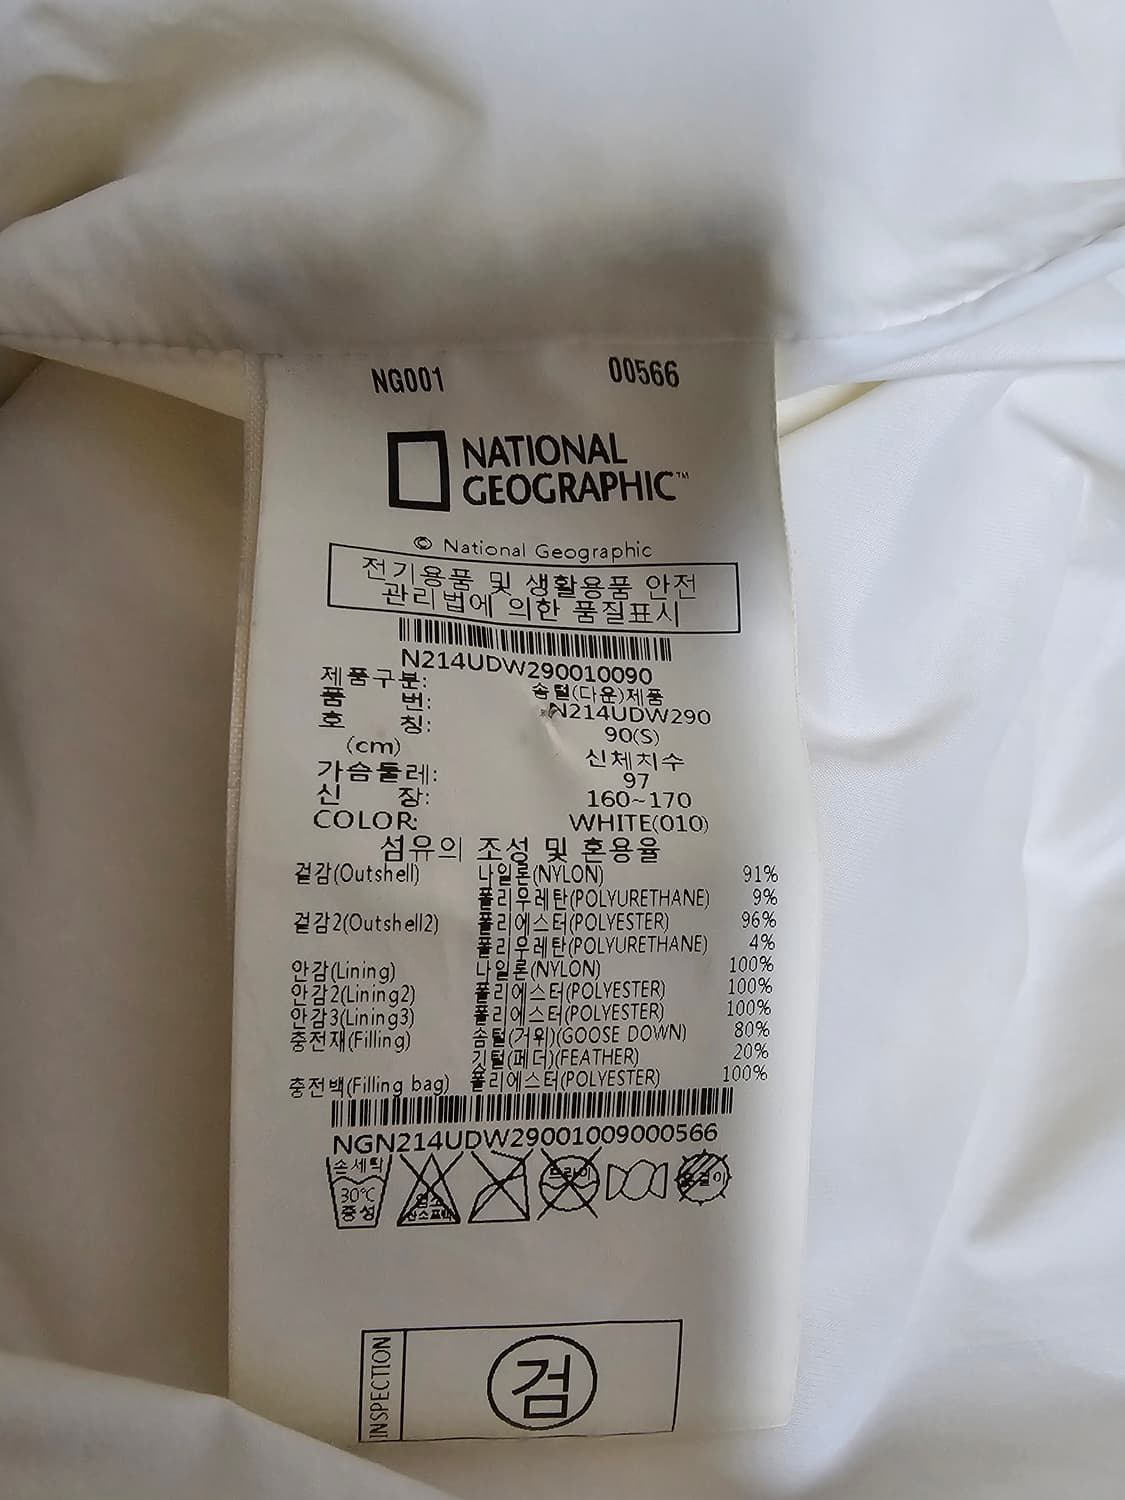 NG001 00566
NATIONAL
GEOGRAPHIC™
© National Geographic
전기용품 및 생활용품 안전
관리법에 의한 품질표시
N214UDW290010090
제품구분: 솜털(다운)제품
품 번: N214UDW290
호 칭: 90(S)
(cm) 신체치수
가슴둘레: 97
신 장: 160~170
COLOR: WHITE(010)
섬유의 조성 및 혼용율
겉감(Outshell) 나일론(NYLON) 91%
폴리우레탄(POLYURETHANE) 9%
겉감2(Outshell2) 폴리에스터(POLYESTER) 96%
폴리우레탄(POLYURETHANE) 4%
안감(Lining) 나일론(NYLON) 100%
안감2(Lining2) 폴리에스터(POLYESTER) 100%
안감3(Lining3) 폴리에스터(POLYESTER) 100%
충전재(Filling) 솜털(거위)(GOOSE DOWN) 80%
깃털(페더)(FEATHER) 20%
충전백(Filling bag) 폴리에스터(POLYESTER) 100%
NGN214UDW29001009000566
손세탁
30℃
중성
염소
산소표백
드라이
옷걸이
INSPECTION
검